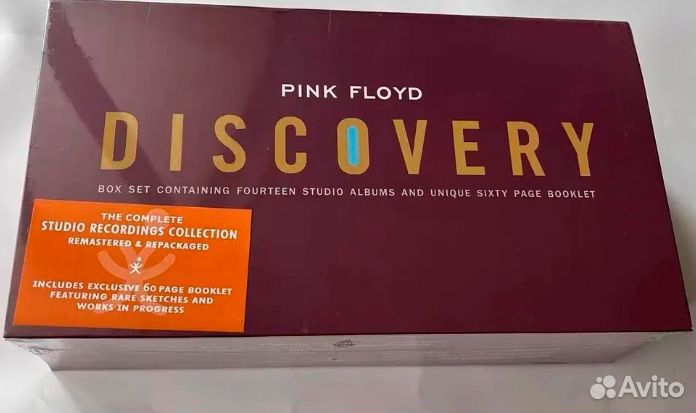 PINK FLOYD
DISCOVERY
BOX SET CONTAINING FOURTEEN STUDIO ALBUMS AND UNIQUE SIXTY PAGE BOOKLET
THE COMPLETE
STUDIO RECORDINGS COLLECTION
REMASTERED & REPACKAGED
INCLUDES EXCLUSIVE 60 PAGE BOOKLET
FEATURING RARE SKETCHES AND
WORKS IN PROGRESS
Avito